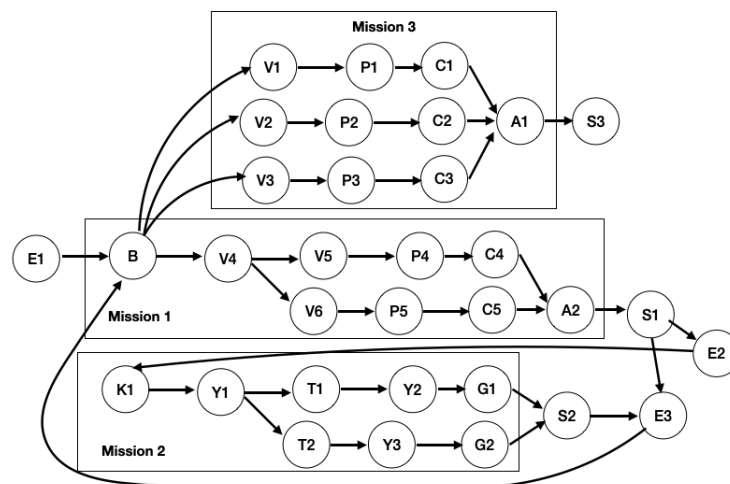 Mission 3
V1 P1 C1
V2 P2 C2 A1 S3
V3 P3 C3
E1 B V4 V5 P4 C4
Mission 1 V6 P5 C5 A2 S1
E2
K1 Y1 T1 Y2 G1
S2 E3
Mission 2 T2 Y3 G2